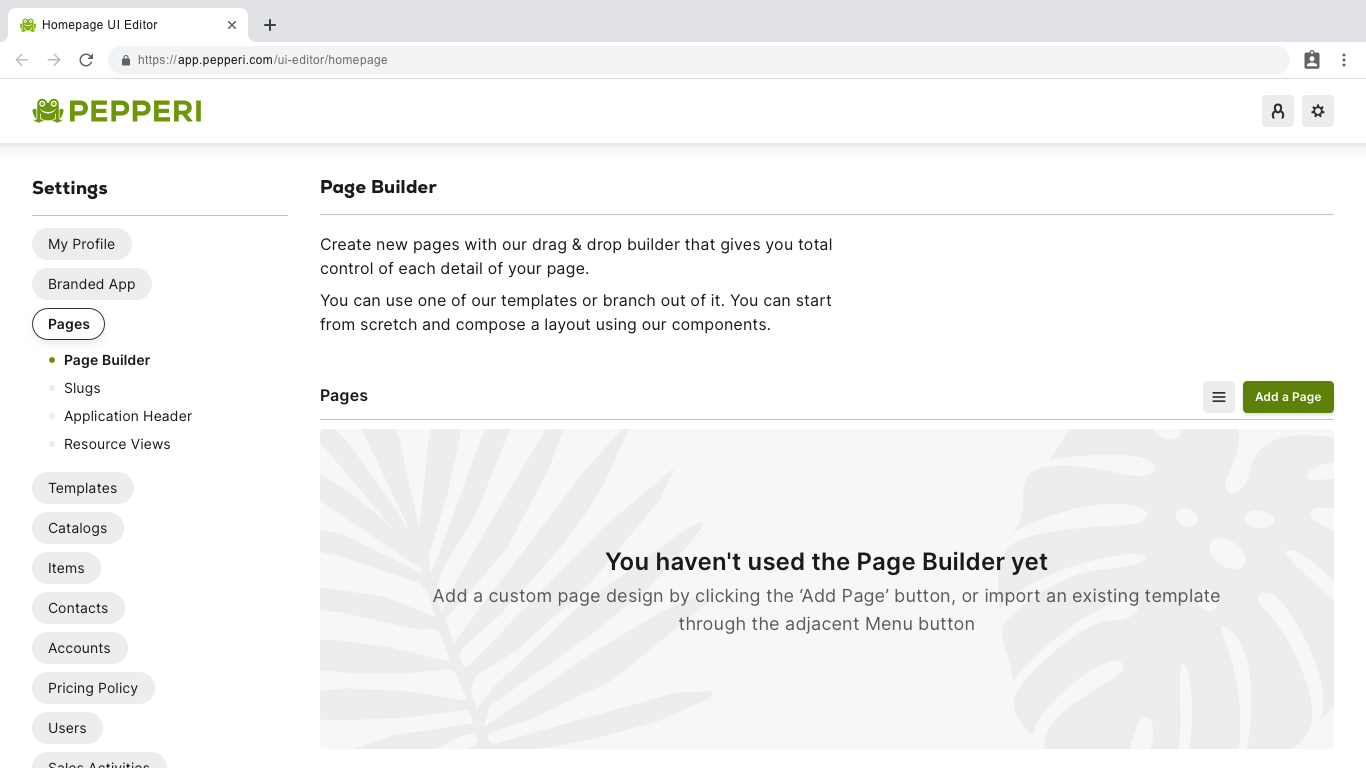 Homepage UI Editor
https://app.pepperi.com/ui-editor/homepage
PEPPERI
Settings
My Profile
Branded App
Pages
Page Builder
Slugs
Application Header
Resource Views
Templates
Catalogs
Items
Contacts
Accounts
Pricing Policy
Users
Sales Activities
Page Builder
Create new pages with our drag & drop builder that gives you total
control of each detail of your page.
You can use one of our templates or branch out of it. You can start
from scretch and compose a layout using our components.
Pages
Add a Page
You haven't used the Page Builder yet
Add a custom page design by clicking the ‘Add Page’ button, or import an existing template
through the adjacent Menu button